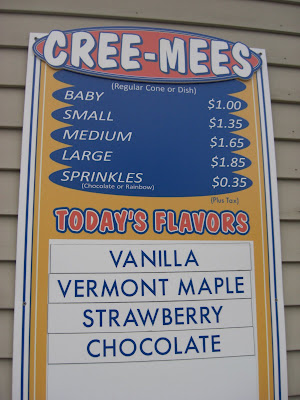 CREE-MEES
(Regular Cone or Dish)
BABY $1.00
SMALL $1.35
MEDIUM $1.65
LARGE $1.85
SPRINKLES $0.35
(Chocolate or Rainbow)
(Plus Tax)
TODAY'S FLAVORS
VANILLA
VERMONT MAPLE
STRAWBERRY
CHOCOLATE